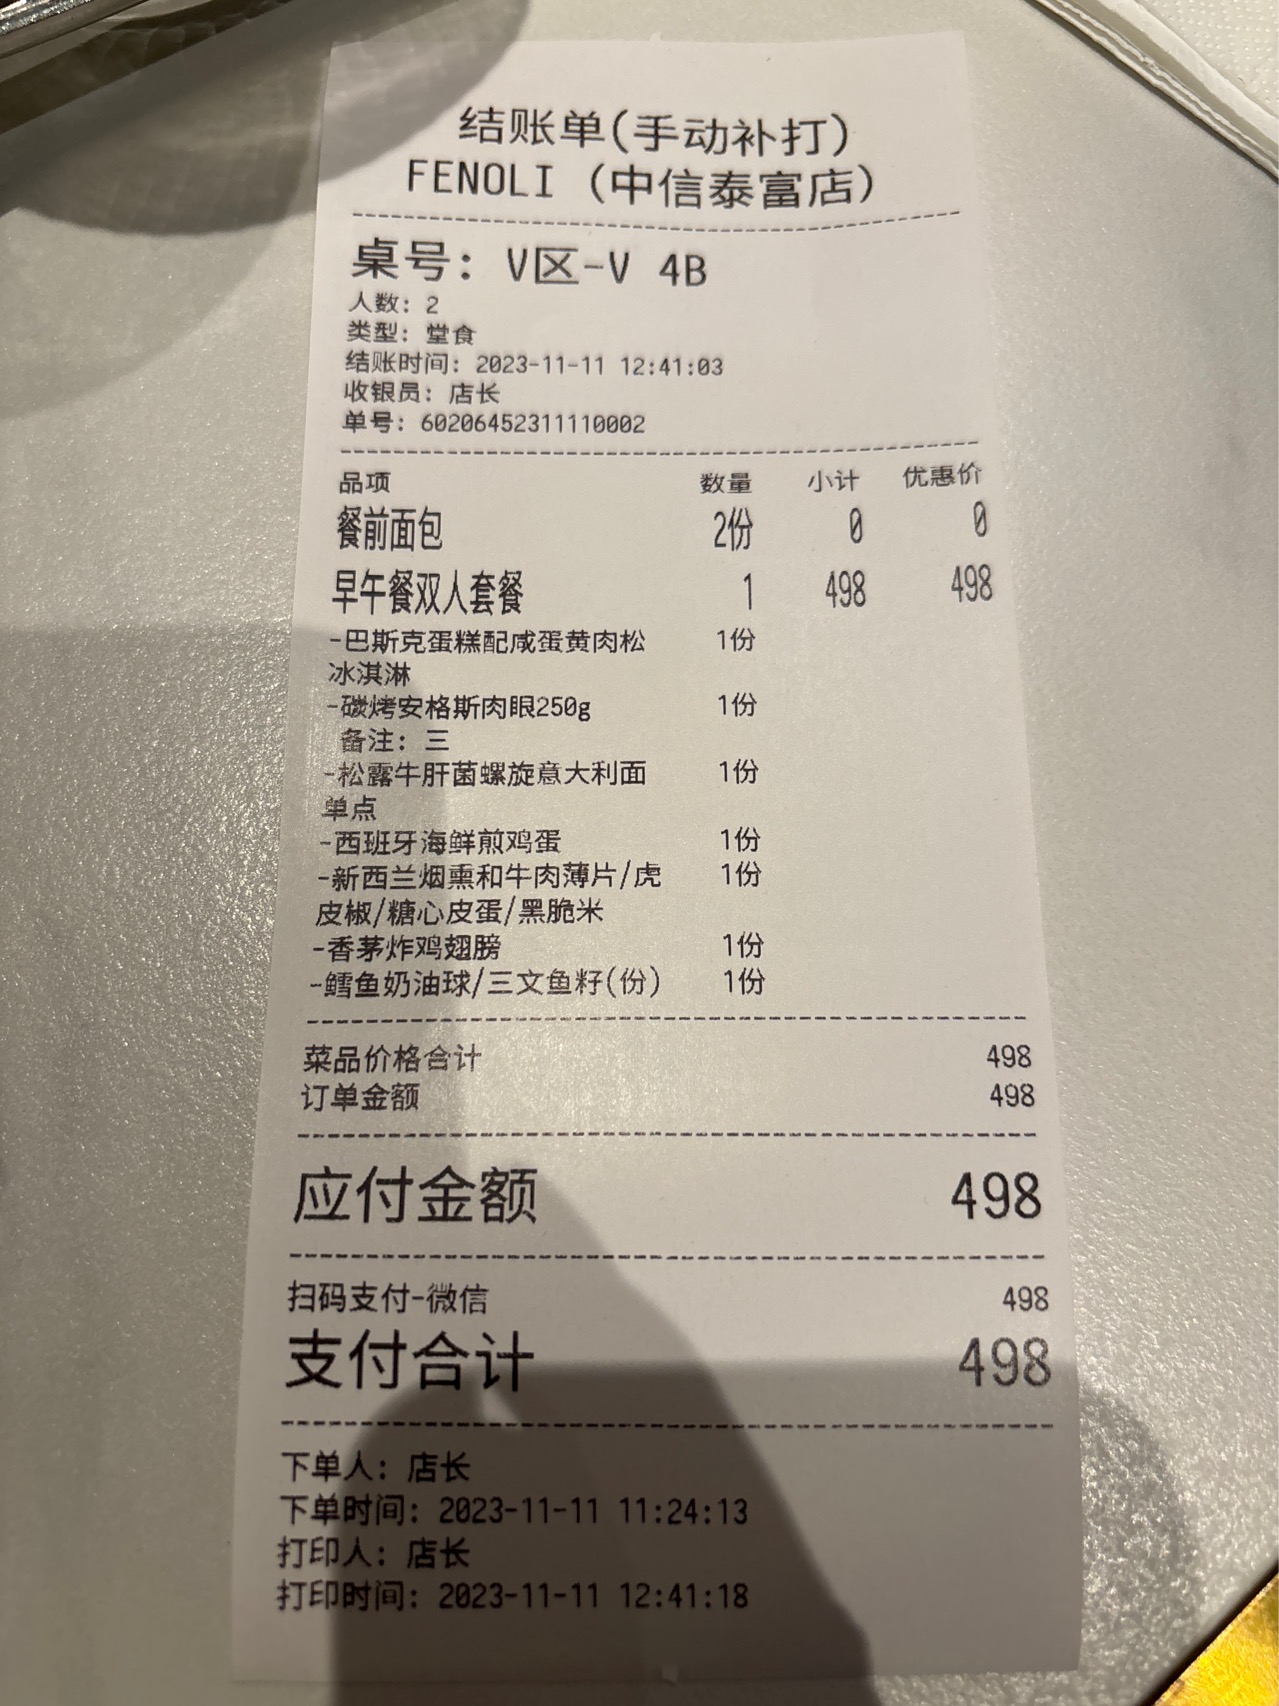 结账单(手动补打)
FENOLI (中信泰富店)
桌号: V区-V 4B
人数: 2
类型: 堂食
结账时间: 2023-11-11 12:41:03
收银员: 店长
单号: 60206452311110002
品项 数量 小计 优惠价
餐前面包 2份 0 0
早午餐双人套餐 1 498 498
-巴斯克蛋糕配咸蛋黄肉松 1份
冰淇淋
-碳烤安格斯肉眼250g 1份
备注: 三
-松露牛肝菌螺旋意大利面 1份
单点
-西班牙海鲜煎鸡蛋 1份
-新西兰烟熏和牛肉薄片/虎 1份
皮椒/糖心皮蛋/黑脆米
-香茅炸鸡翅膀 1份
-鳕鱼奶油球/三文鱼籽(份) 1份
菜品价格合计 498
订单金额 498
应付金额 498
扫码支付-微信 498
支付合计 498
下单人: 店长
下单时间: 2023-11-11 11:24:13
打印人: 店长
打印时间: 2023-11-11 12:41:18